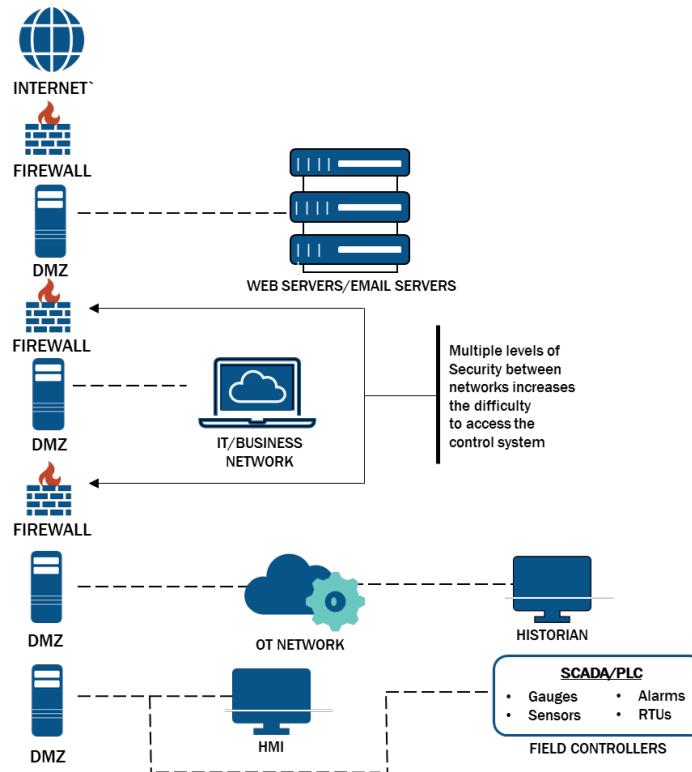 INTERNET`
FIREWALL
DMZ
WEB SERVERS/EMAIL SERVERS
FIREWALL
Multiple levels of
Security between
networks increases
the difficulty
to access the
control system
DMZ
IT/BUSINESS
NETWORK
FIREWALL
DMZ
OT NETWORK
HISTORIAN
DMZ
HMI
SCADA/PLC
• Gauges
• Sensors
• Alarms
• RTUs
FIELD CONTROLLERS